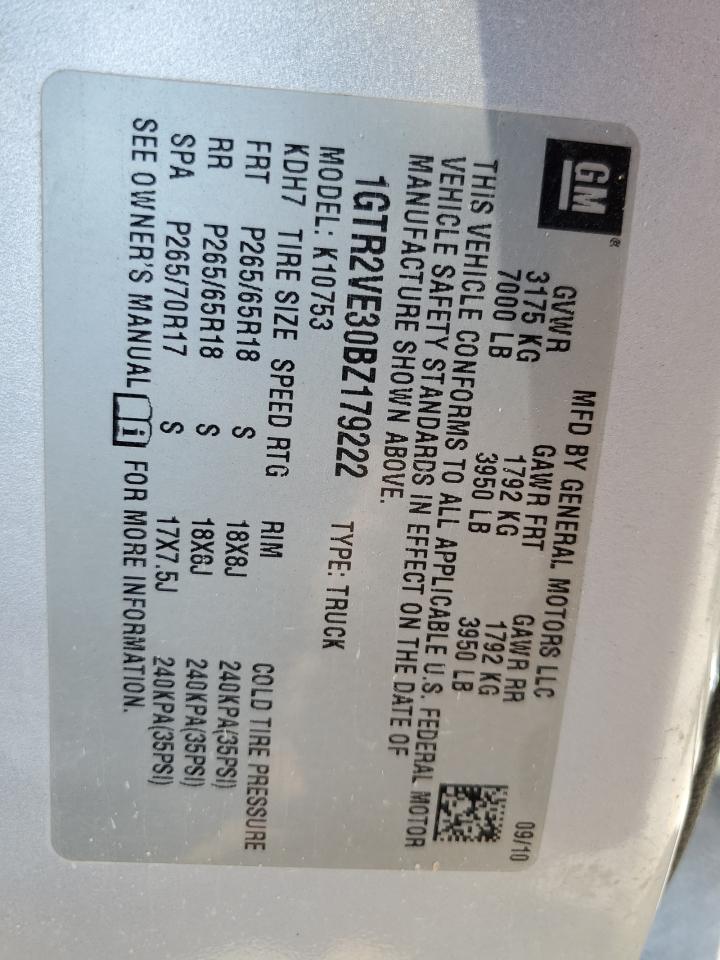 GM®
MFD BY GENERAL MOTORS LLC 09/10
GVWR GAWR FRT GAWR RR
3175 KG 1792 KG 1792 KG
7000 LB 3950 LB 3950 LB
THIS VEHICLE CONFORMS TO ALL APPLICABLE U.S. FEDERAL MOTOR
VEHICLE SAFETY STANDARDS IN EFFECT ON THE DATE OF
MANUFACTURE SHOWN ABOVE.
1GTR2VE30BZ179222 TYPE: TRUCK
MODEL: K10753
KDH7 TIRE SIZE SPEED RTG RIM COLD TIRE PRESSURE
FRT P265/65R18 S 18X8J 240KPA(35PSI)
RR P265/65R18 S 18X8J 240KPA(35PSI)
SPA P265/70R17 S 17X7.5J 240KPA(35PSI)
SEE OWNER'S MANUAL i FOR MORE INFORMATION.